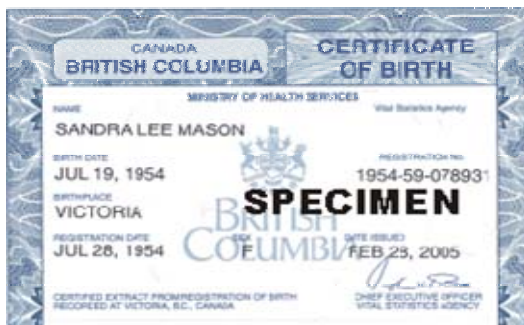 CANADA
BRITISH COLUMBIA
CERTIFICATE
OF BIRTH
MINISTRY OF HEALTH SERVICES
Vital Statistics Agency
NAME
SANDRA LEE MASON
BIRTH DATE
REGISTRATION No.
JUL 19, 1954
1954-59-078931
BIRTHPLACE
SPECIMEN
VICTORIA
BRITISH
COLUMBIA
REGISTRATION DATE
SEX
DATE ISSUED
JUL 28, 1954
F
FEB 28, 2005
CERTIFIED EXTRACT FROM REGISTRATION OF BIRTH
RECORDED AT VICTORIA, B.C., CANADA
CHIEF EXECUTIVE OFFICER
VITAL STATISTICS AGENCY